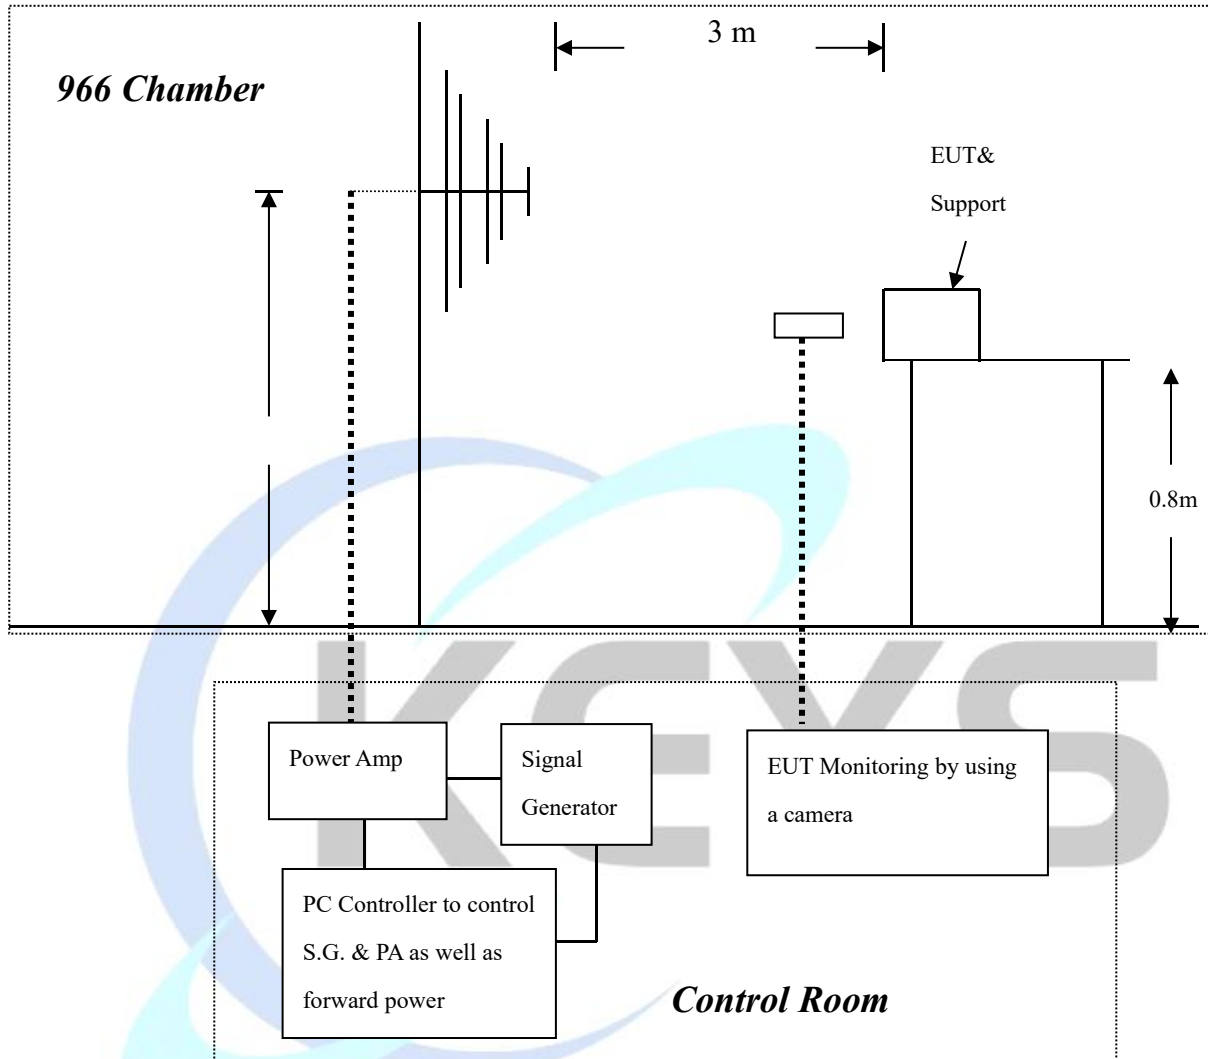 3 m
966 Chamber
EUT&
Support
0.8m
KEYS
Power Amp
Signal
Generator
EUT Monitoring by using
a camera
PC Controller to control
S.G. & PA as well as
forward power
Control Room